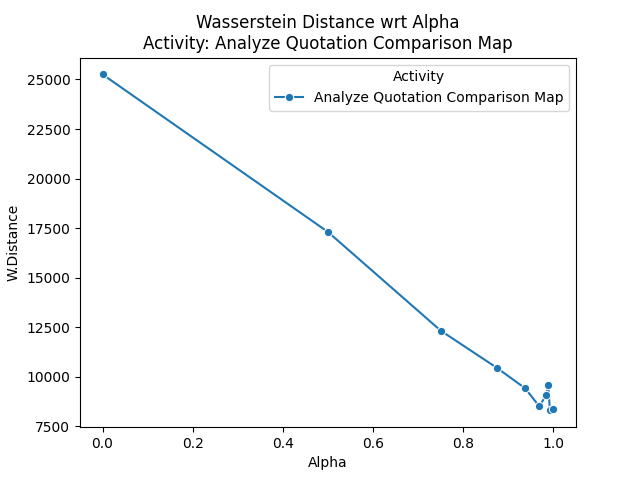 Wasserstein Distance wrt Alpha
Activity: Analyze Quotation Comparison Map
Activity
Analyze Quotation Comparison Map
25000
22500
20000
17500
15000
12500
10000
7500
W.Distance
0.0 0.2 0.4 0.6 0.8 1.0
Alpha